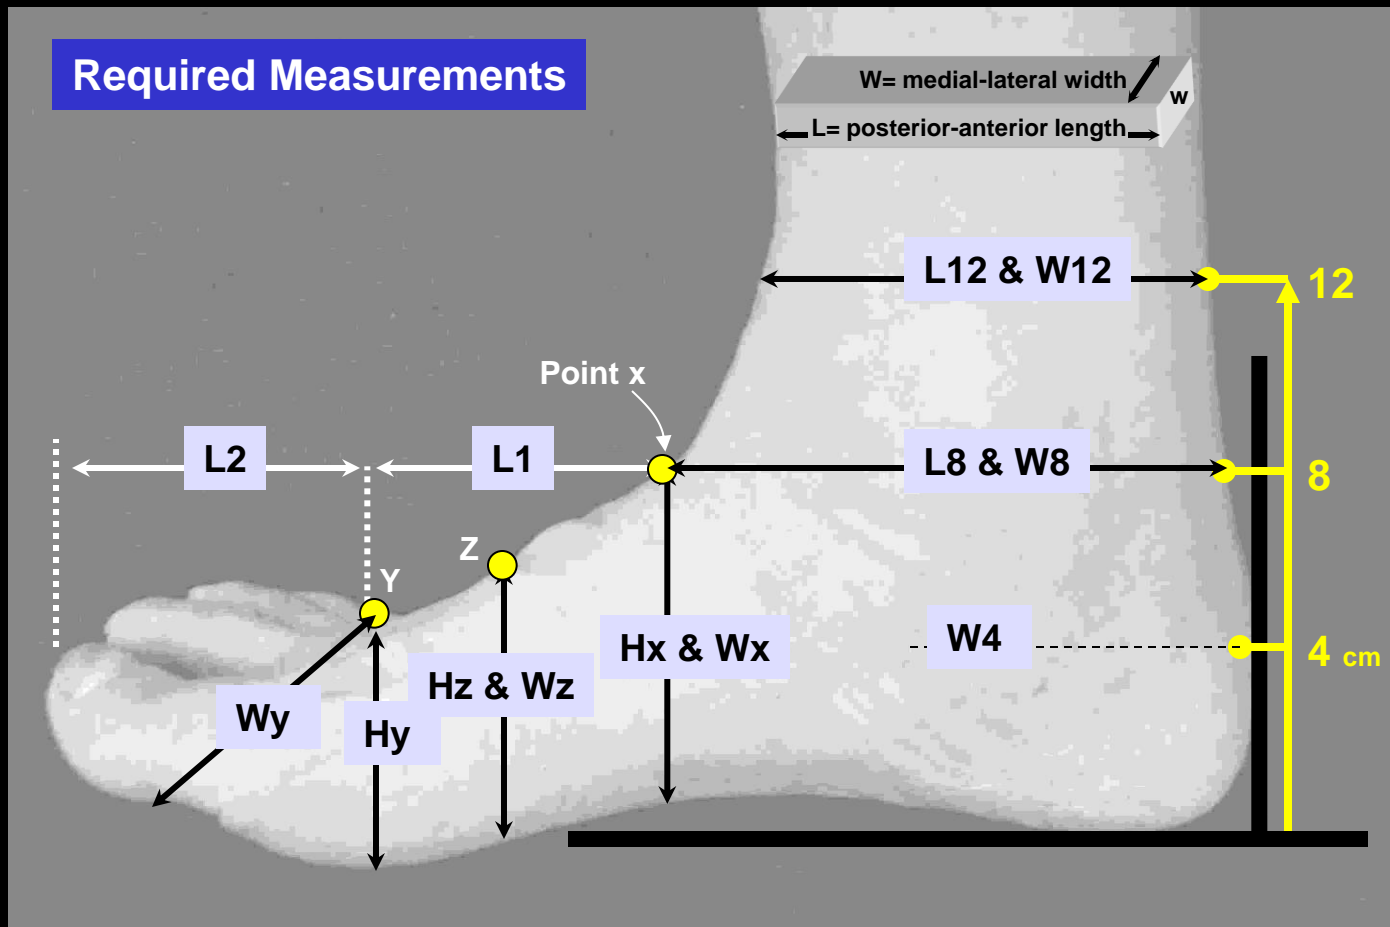 Required Measurements
W= medial-lateral width
w
L= posterior-anterior length
L12 & W12
12
Point x
L2
L1
L8 & W8
8
Z
Y
Hx & Wx
W4
4 cm
Hz & Wz
Wy
Hy